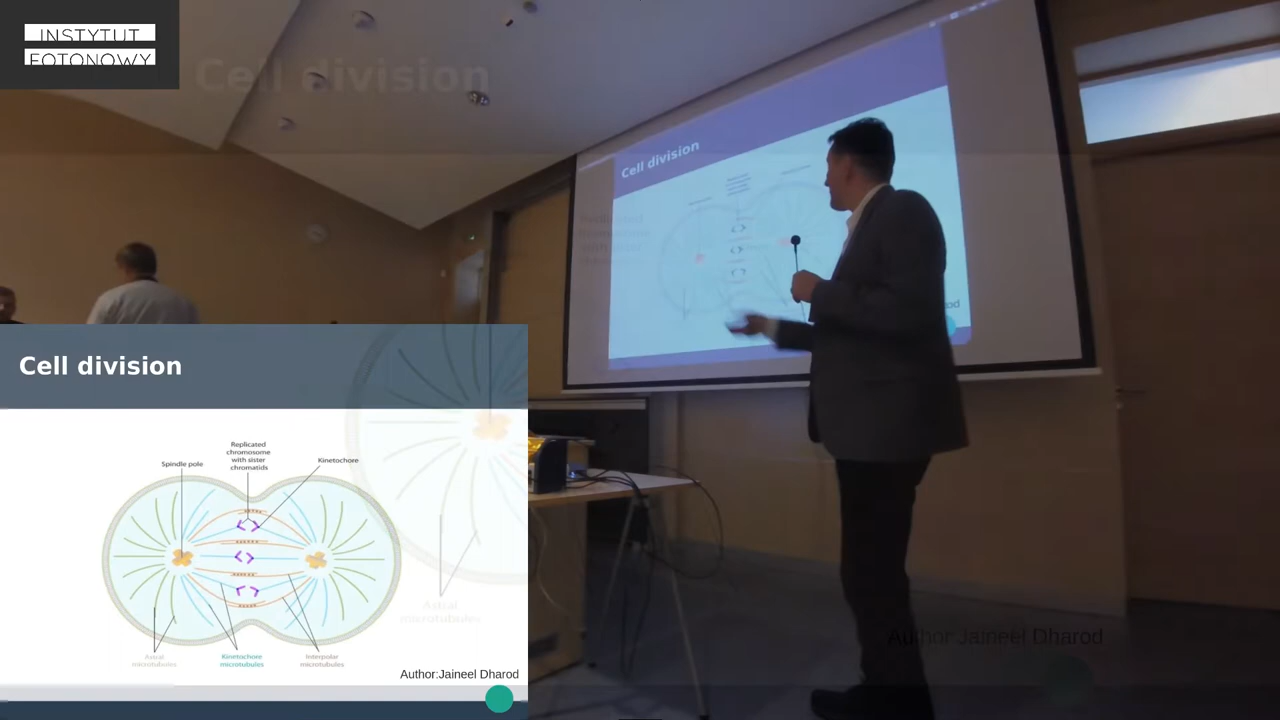 INSTYTUT
FOTONOWY
Cell division
Cell division
Cell division
Replicated
chromosome
with sister
chromatids
Spindle pole
Kinetochore
Astral
microtubules
Kinetochore
microtubules
Interpolar
microtubules
Astral
microtubules
Author:Jaineel Dharod
Author:Jaineel Dharod